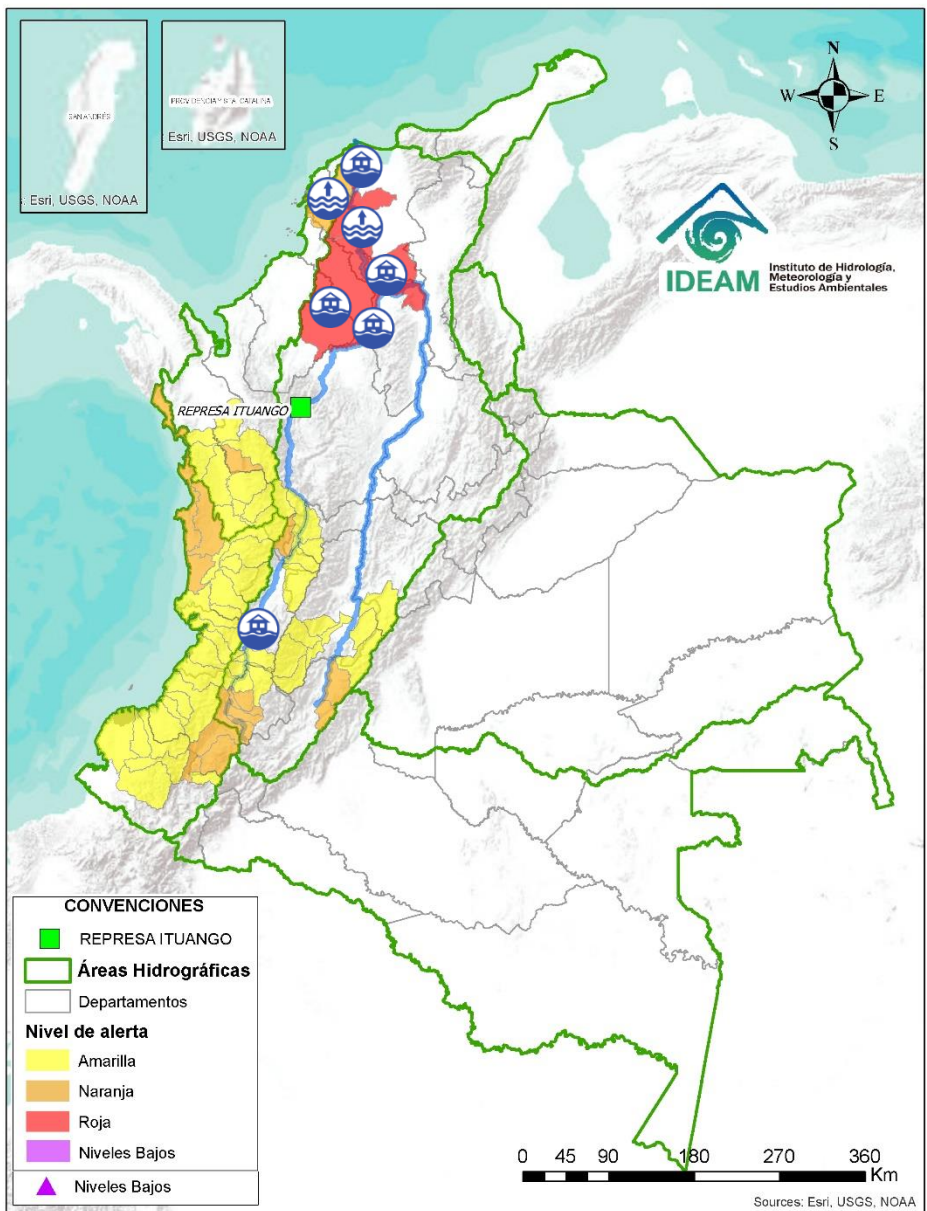 SAN ANDRÉS
: Esri, USGS, NOAA
PROVIDENCIA Y STA. CATALINA
Esri, USGS, NOAA
N
W
E
S
IDEAM
Instituto de Hidrología,
Meteorología y
Estudios Ambientales
REPRESA ITUANGO
CONVENCIONES
REPRESA ITUANGO
Áreas Hidrográficas
Departamentos
Nivel de alerta
Amarilla
Naranja
Roja
Niveles Bajos
Niveles Bajos
0 45 90 180 270 360
Km
Sources: Esri, USGS, NOAA